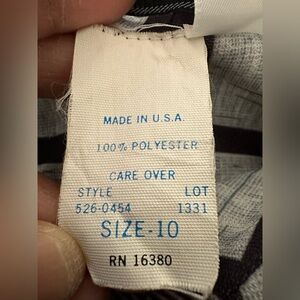 MADE IN U.S.A.
100% POLYESTER
CARE OVER
STYLE LOT
526-0454 1331
SIZE-10
RN 16380